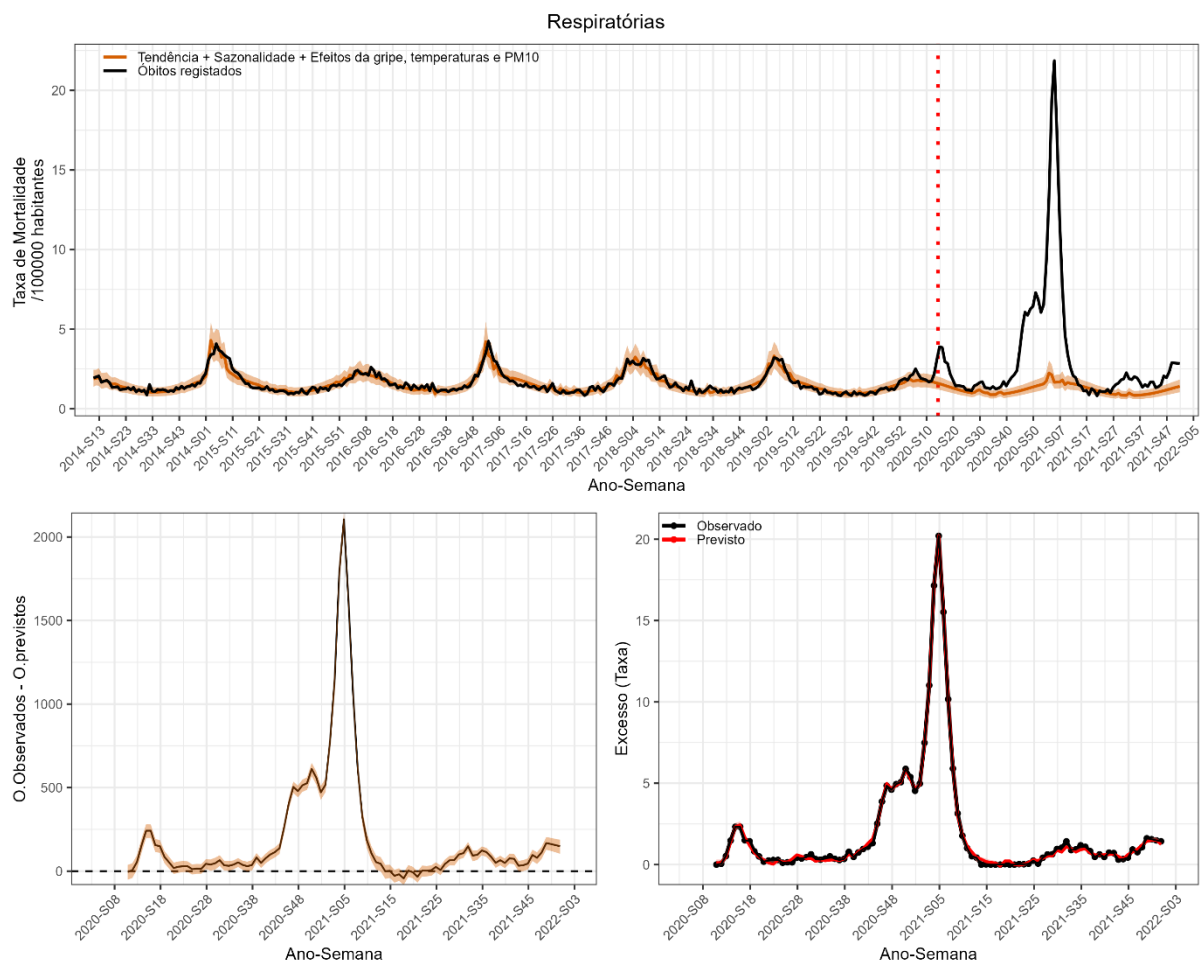 Respiratórias
Tendência + Sazonalidade + Efeitos da gripe, temperaturas e PM10
Óbitos registados
Taxa de Mortalidade
/100000 habitantes
20
15
10
5
0
2014-S13
2014-S23
2014-S33
2014-S43
2014-S01
2015-S11
2015-S21
2015-S31
2015-S41
2015-S51
2016-S08
2016-S18
2016-S28
2016-S38
2016-S48
2017-S06
2017-S16
2017-S26
2017-S36
2017-S46
2018-S04
2018-S14
2018-S24
2018-S34
2018-S44
2019-S02
2019-S12
2019-S22
2019-S32
2019-S42
2019-S52
2020-S10
2020-S20
2020-S30
2020-S40
2020-S50
2021-S07
2021-S17
2021-S27
2021-S37
2021-S47
2022-S05
Ano-Semana
O.Observados - O.previstos
2000
1500
1000
500
0
2020-S08
2020-S18
2020-S28
2020-S38
2020-S48
2021-S05
2021-S15
2021-S25
2021-S35
2021-S45
2022-S03
Ano-Semana
Observado
Previsto
Excesso (Taxa)
20
15
10
5
0
2020-S08
2020-S18
2020-S28
2020-S38
2020-S48
2021-S05
2021-S15
2021-S25
2021-S35
2021-S45
2022-S03
Ano-Semana